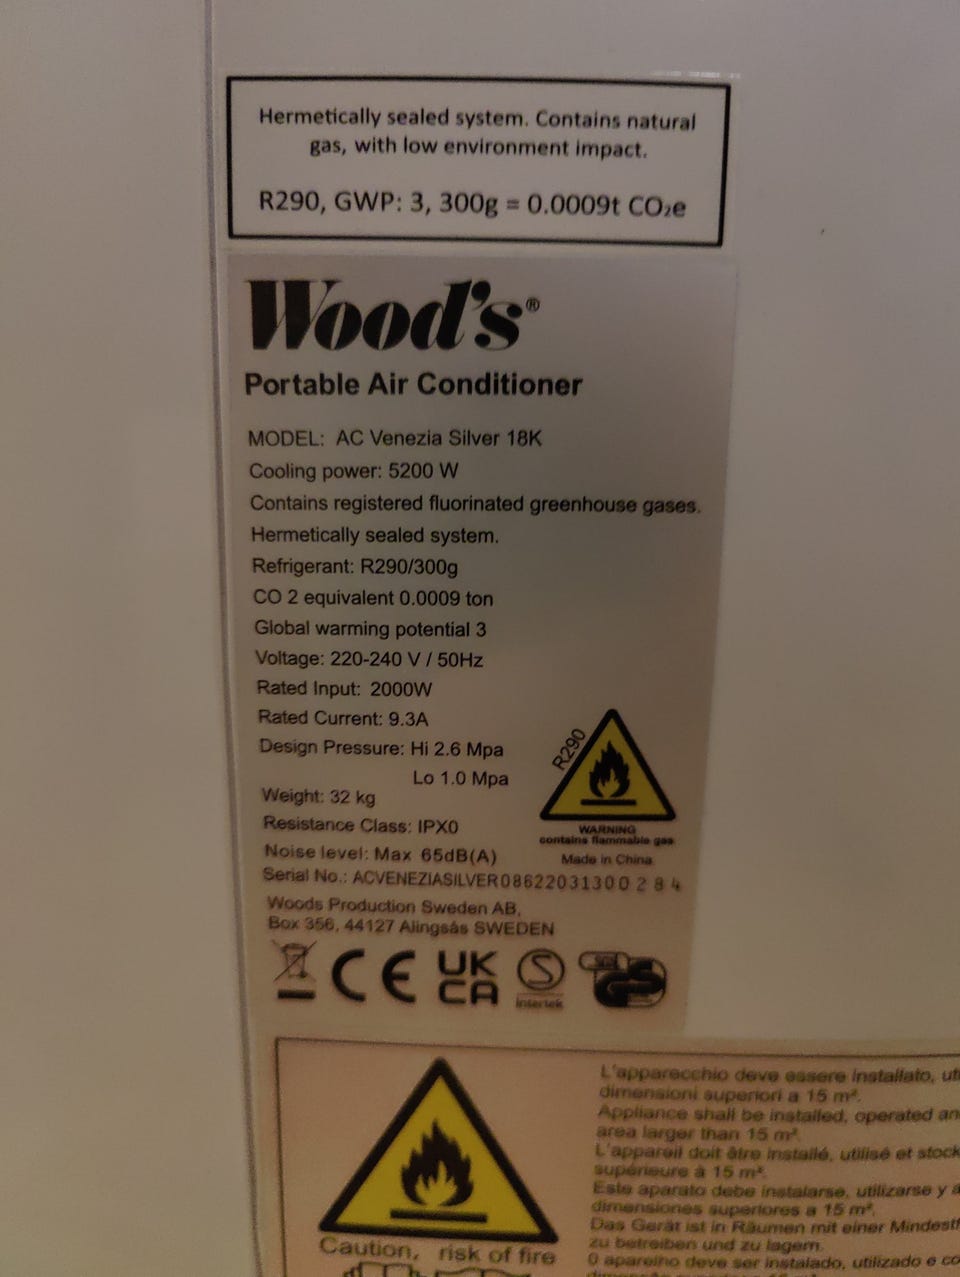 Hermetically sealed system. Contains natural
gas, with low environment impact.
R290, GWP: 3, 300g = 0.0009t CO₂e
Wood's®
Portable Air Conditioner
MODEL: AC Venezia Silver 18K
Cooling power: 5200 W
Contains registered fluorinated greenhouse gases.
Hermetically sealed system.
Refrigerant: R290/300g
CO 2 equivalent 0.0009 ton
Global warming potential 3
Voltage: 220-240 V / 50Hz
Rated Input: 2000W
Rated Current: 9.3A
Design Pressure: Hi 2.6 Mpa
Lo 1.0 Mpa
Weight: 32 kg
Resistance Class: IPX0
Noise level: Max 65dB(A)
Serial No.: ACVENEZIASILVER08622031300284
R290
WARNING
contains flammable gas
Made in China
Woods Production Sweden AB,
Box 356, 44127 Alingsås SWEDEN
CE
UK
CA
S
Intertek
GS
Caution, risk of fire
L'apparecchio deve essere installato,
dimensioni superiori a 15 m².
Appliance shall be installed, operated
area larger than 15 m².
L'appareil doit être installé, utilisé et
supérieure à 15 m².
Este aparato debe instalarse, utilizarse y
dimensiones superiores a 15 m².
Das Gerät ist in Räumen mit einer
zu betreiben und zu lagern.
O apareino deve ser instalado, utilizado e